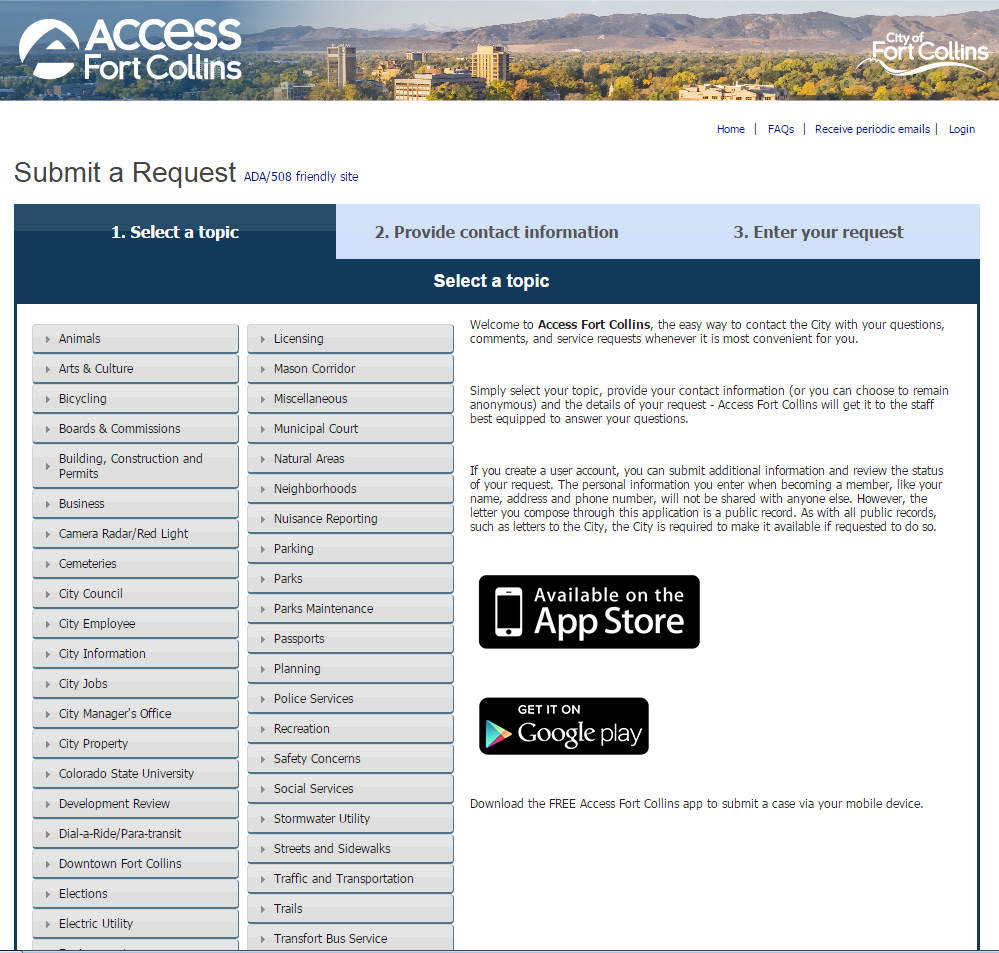 ACCESS
Fort Collins
City of
Fort Collins
Home | FAQs | Receive periodic emails | Login
Submit a Request ADA/508 friendly site
1. Select a topic
2. Provide contact information
3. Enter your request
Select a topic
Animals
Arts & Culture
Bicycling
Boards & Commissions
Building, Construction and
Permits
Business
Camera Radar/Red Light
Cemeteries
City Council
City Employee
City Information
City Jobs
City Manager's Office
City Property
Colorado State University
Development Review
Dial-a-Ride/Para-transit
Downtown Fort Collins
Elections
Electric Utility
Licensing
Mason Corridor
Miscellaneous
Municipal Court
Natural Areas
Neighborhoods
Nuisance Reporting
Parking
Parks
Parks Maintenance
Passports
Planning
Police Services
Recreation
Safety Concerns
Social Services
Stormwater Utility
Streets and Sidewalks
Traffic and Transportation
Trails
Transfort Bus Service
Welcome to Access Fort Collins, the easy way to contact the City with your questions,
comments, and service requests whenever it is most convenient for you.
Simply select your topic, provide your contact information (or you can choose to remain
anonymous) and the details of your request - Access Fort Collins will get it to the staff
best equipped to answer your questions.
If you create a user account, you can submit additional information and review the status
of your request. The personal information you enter when becoming a member, like your
name, address and phone number, will not be shared with anyone else. However, the
letter you compose through this application is a public record. As with all public records,
such as letters to the City, the City is required to make it available if requested to do so.
Available on the
App Store
GET IT ON
Google play
Download the FREE Access Fort Collins app to submit a case via your mobile device.